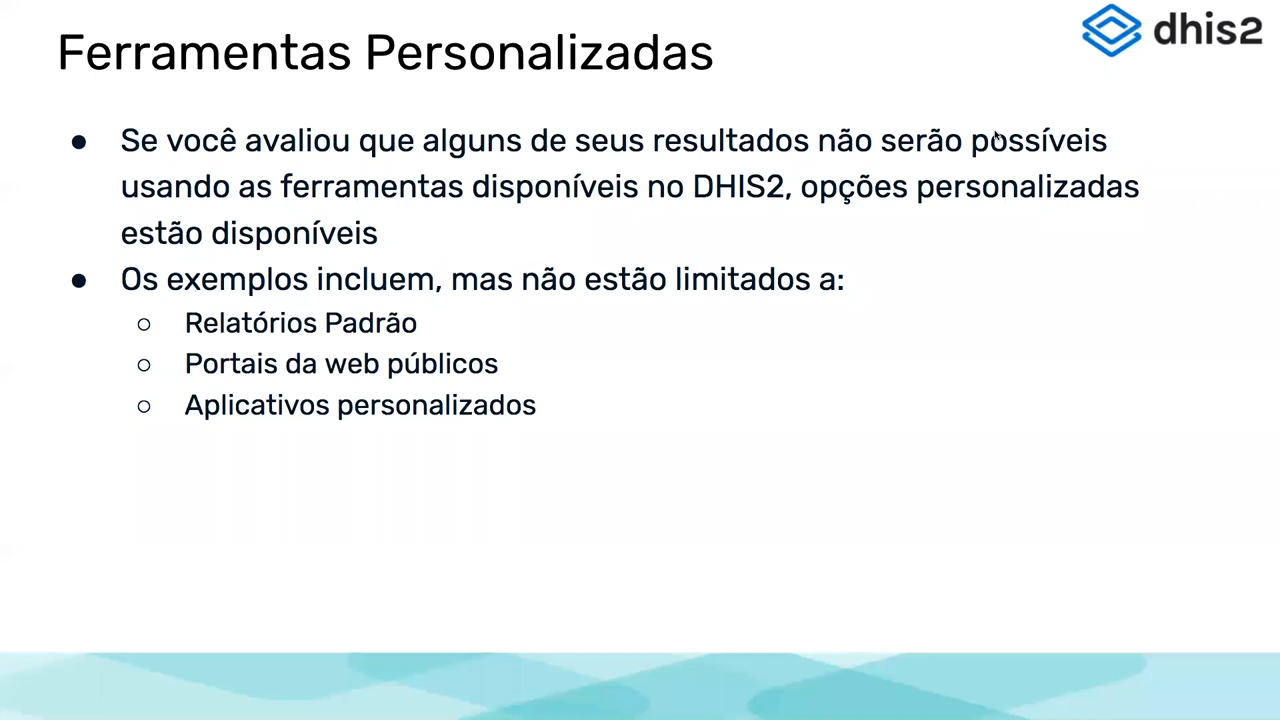 Ferramentas Personalizadas
dhis2
● Se você avaliou que alguns de seus resultados não serão possíveis
usando as ferramentas disponíveis no DHIS2, opções personalizadas
estão disponíveis
● Os exemplos incluem, mas não estão limitados a:
○ Relatórios Padrão
○ Portais da web públicos
○ Aplicativos personalizados